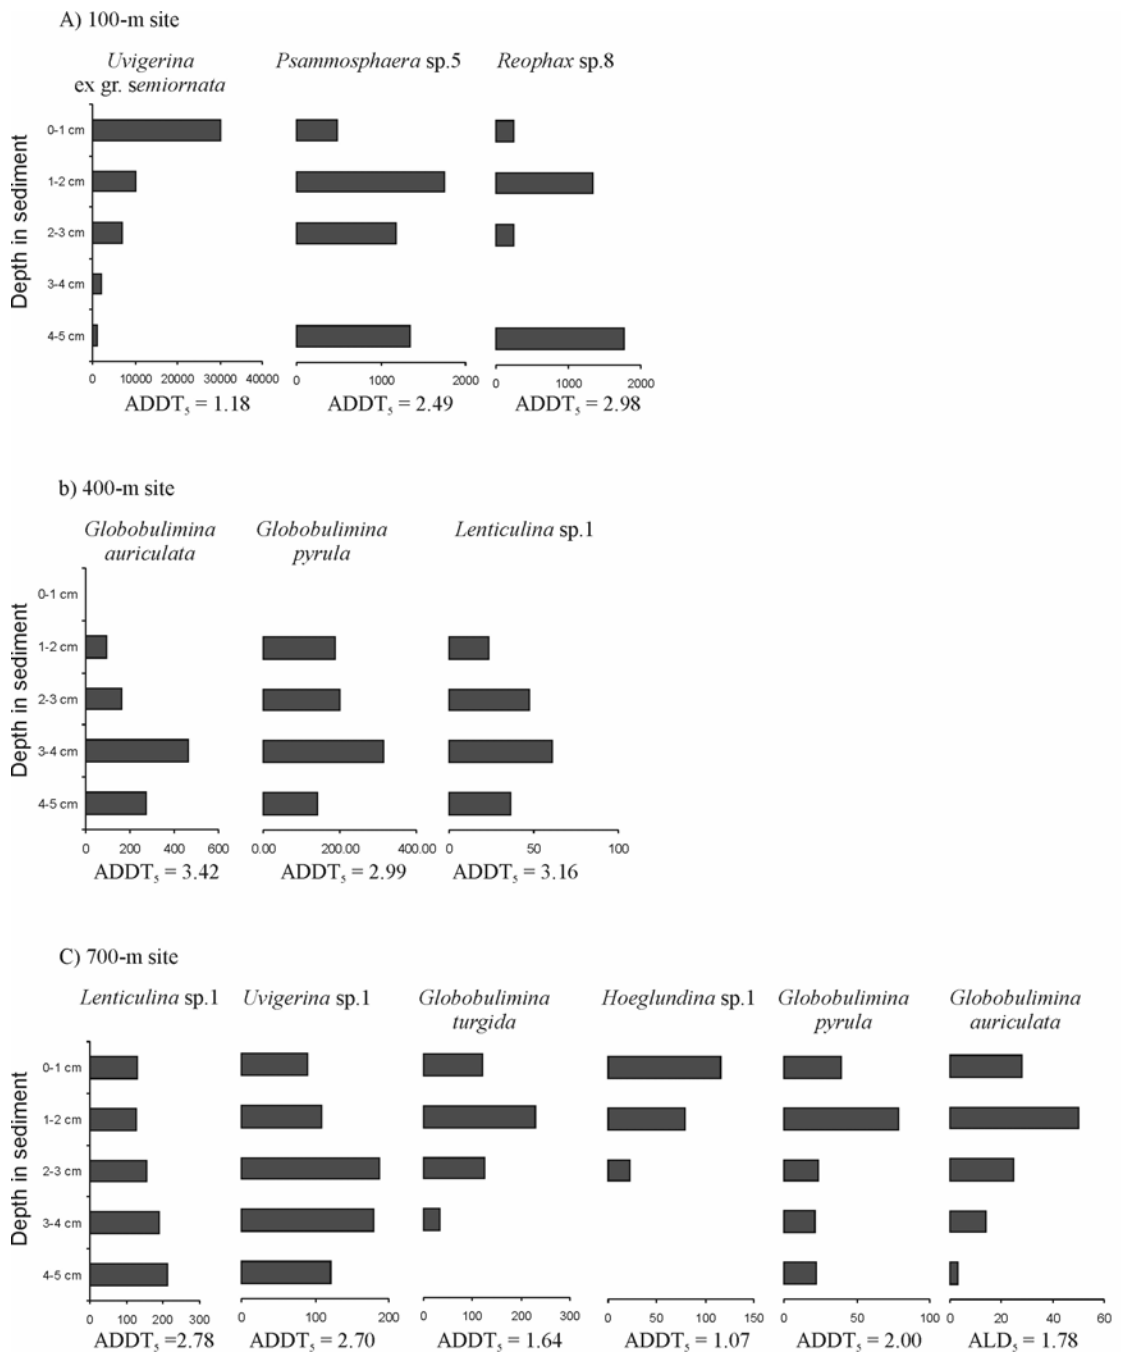 A) 100-m site
Uvigerina
ex gr. semiornata
Psammosphaera sp.5
Reophax sp.8
Depth in sediment
0-1 cm
1-2 cm
2-3 cm
3-4 cm
4-5 cm
0 10000 20000 30000 40000
0 1000 2000
0 1000 2000
ADDT5 = 1.18
ADDT5 = 2.49
ADDT5 = 2.98
b) 400-m site
Globobulimina
auriculata
Globobulimina
pyrula
Lenticulina sp.1
Depth in sediment
0-1 cm
1-2 cm
2-3 cm
3-4 cm
4-5 cm
0 200 400 600
0.00 200.00 400.00
0 50 100
ADDT5 = 3.42
ADDT5 = 2.99
ADDT5 = 3.16
C) 700-m site
Lenticulina sp.1
Uvigerina sp.1
Globobulimina
turgida
Hoeglundina sp.1
Globobulimina
pyrula
Globobulimina
auriculata
Depth in sediment
0-1 cm
1-2 cm
2-3 cm
3-4 cm
4-5 cm
0 100 200 300
0 100 200
0 100 200 300
0 50 100 150
0 50 100
0 20 40 60
ADDT5 =2.78
ADDT5 = 2.70
ADDT5 = 1.64
ADDT5 = 1.07
ADDT5 = 2.00
ALD5 = 1.78